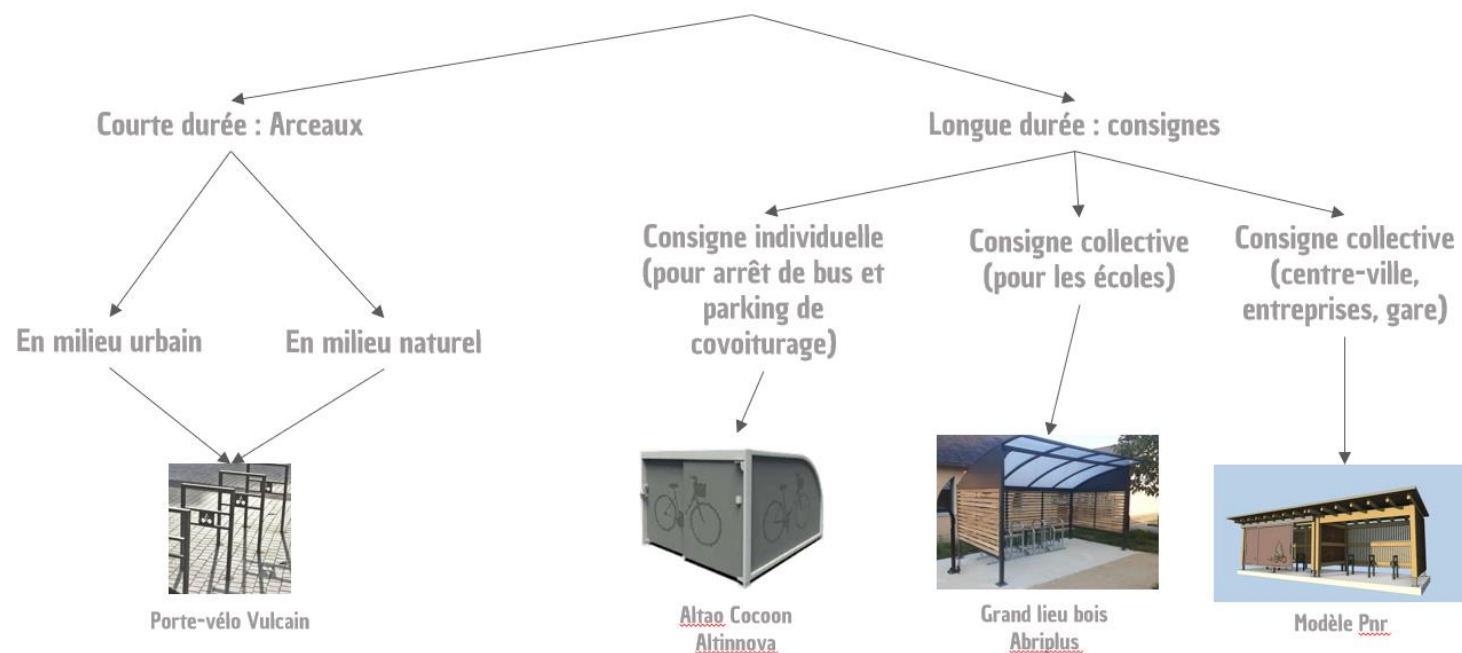 Courte durée : Arceaux
Longue durée : consignes
En milieu urbain
En milieu naturel
Consigne individuelle
(pour arrêt de bus et
parking de
covoiturage)
Consigne collective
(pour les écoles)
Consigne collective
(centre-ville,
entreprises, gare)
Porte-vélo Vulcain
Altao Cocoon
Altinnova
Grand lieu bois
Abriplus
Modèle Pnr